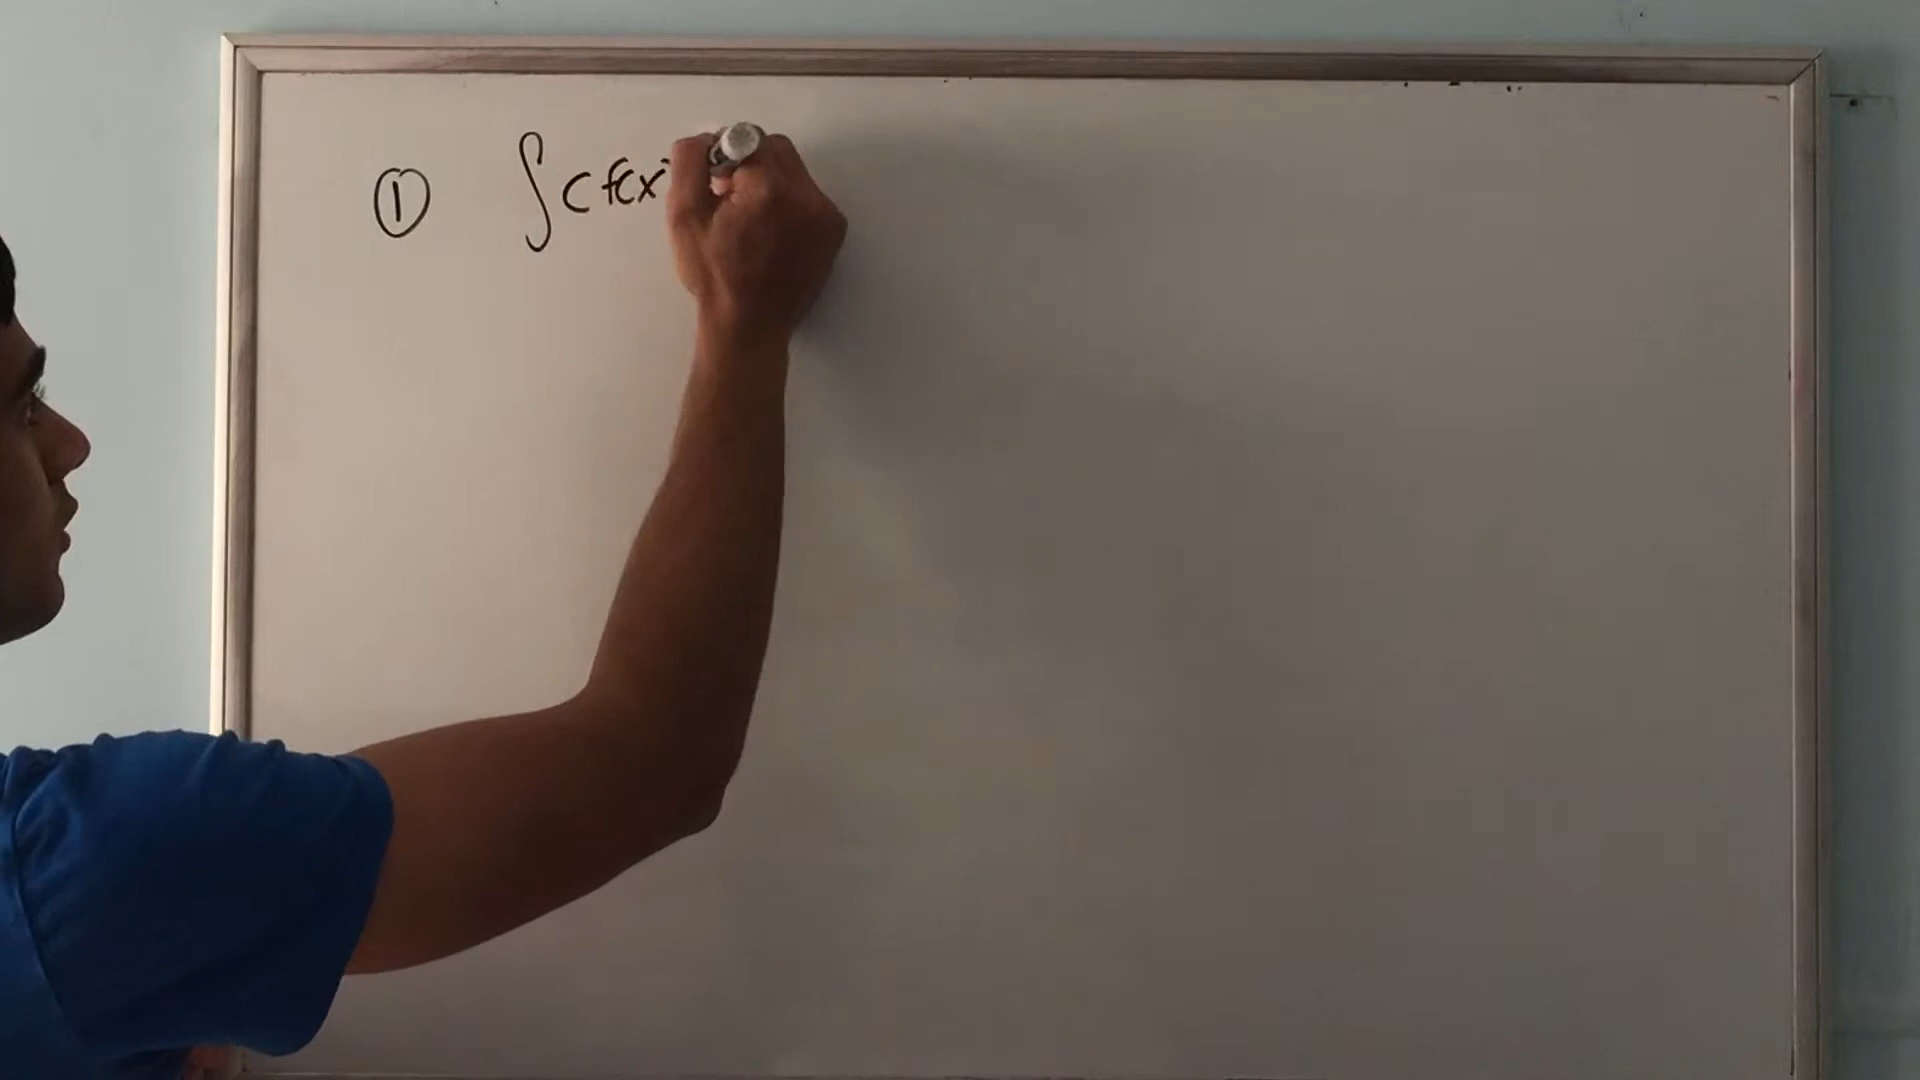 ① ∫ c f(x)